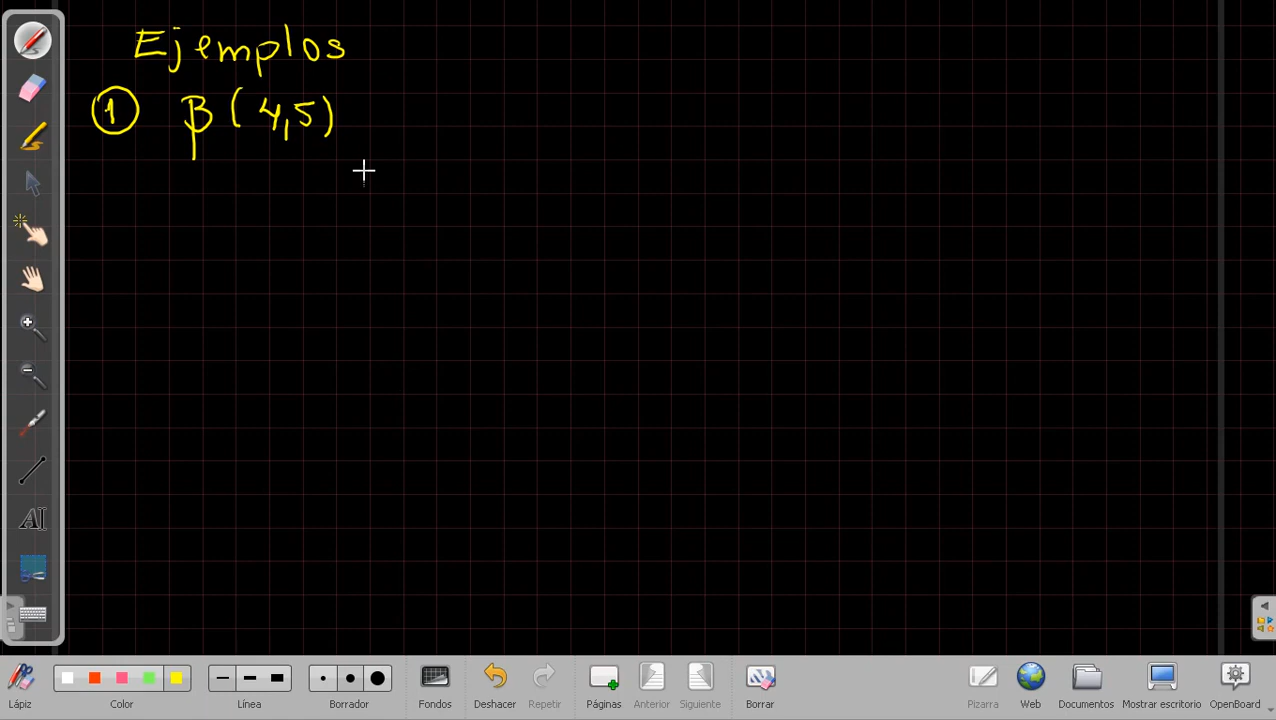 Ejemplos
① β(4,5)
AI
Lápiz
Color
Línea
Borrador
Fondos
Deshacer
Repetir
Páginas
Anterior
Siguiente
Borrar
Pizarra
Web
Documentos
Mostrar escritorio
OpenBoard